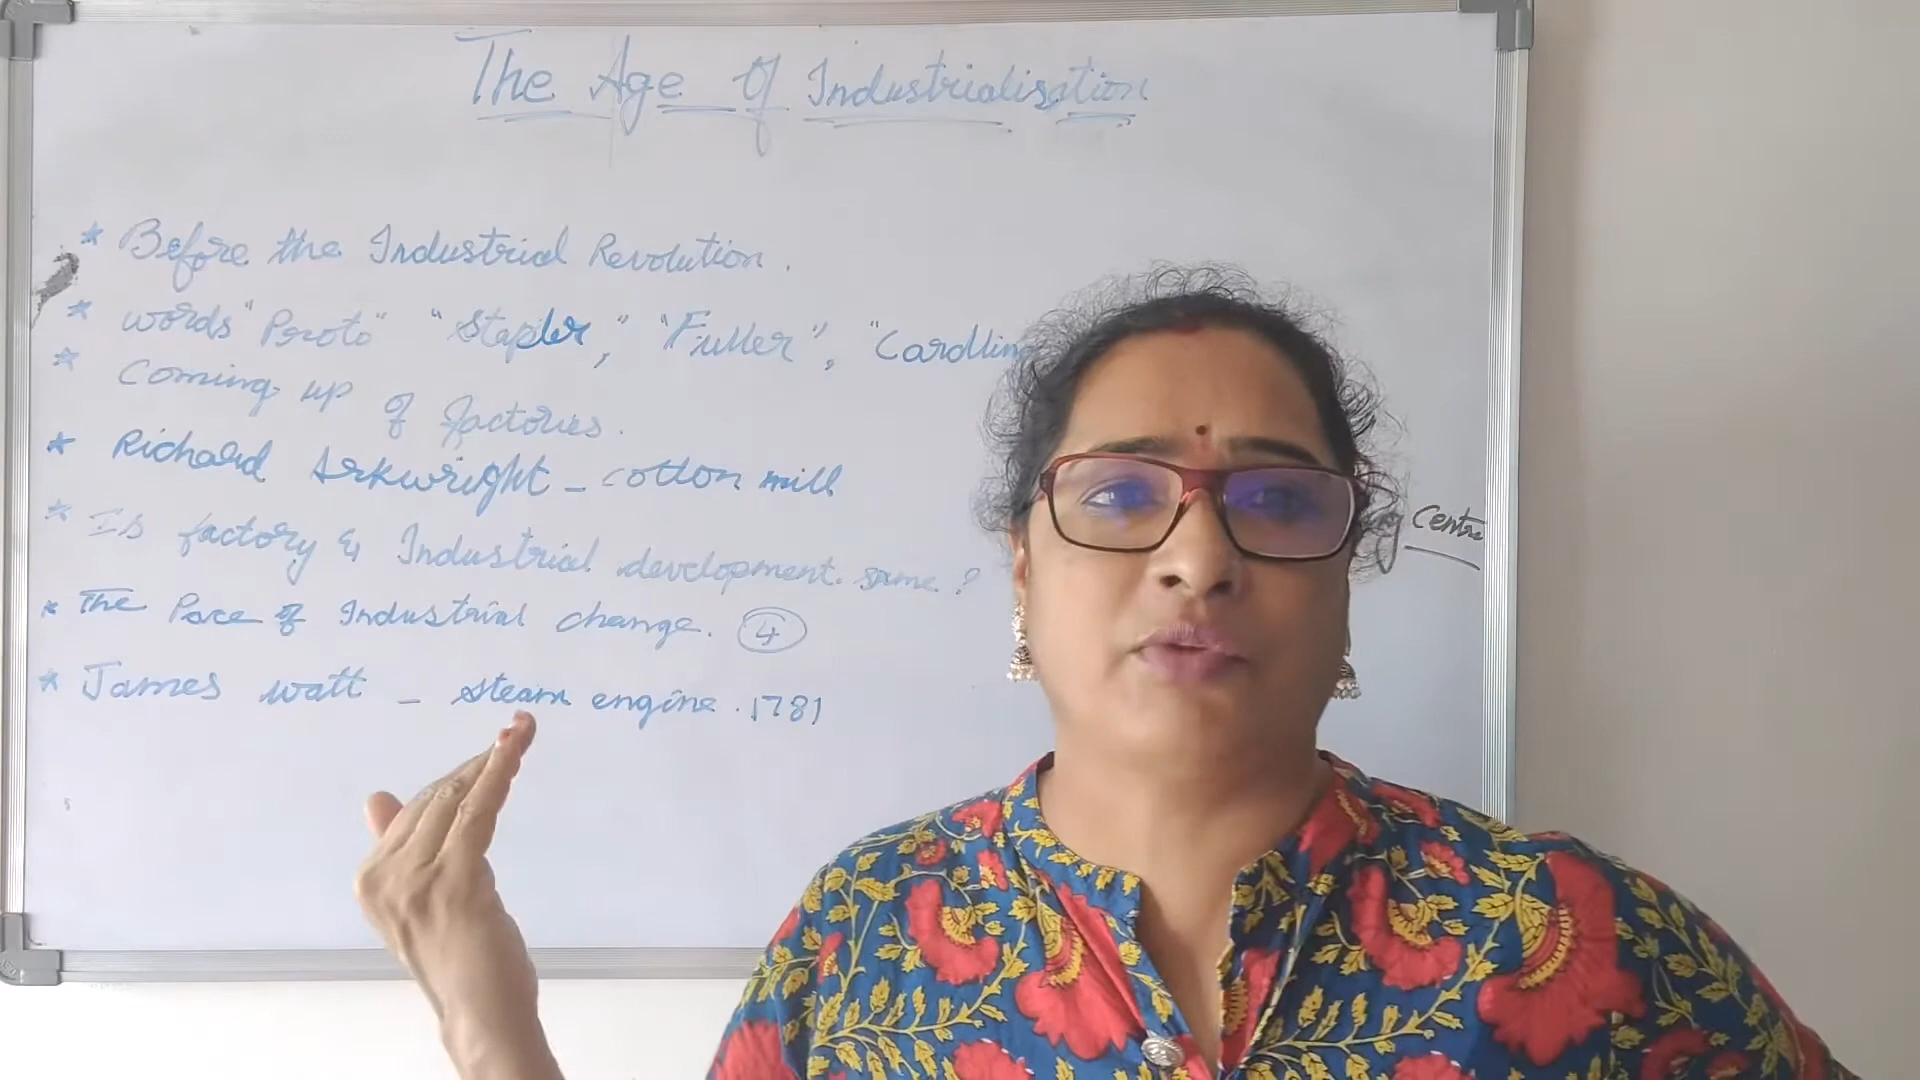 The Age Of Industrialisation
* Before the Industrial Revolution.
* words "Proto" "Stapler," "Fuller", "Cardling
* Coming up of factories.
* Richard Arkwright - cotton mill
* Is factory & Industrial development same?
Centre
* The Pace of Industrial change. 4
* James watt - steam engine. 1781